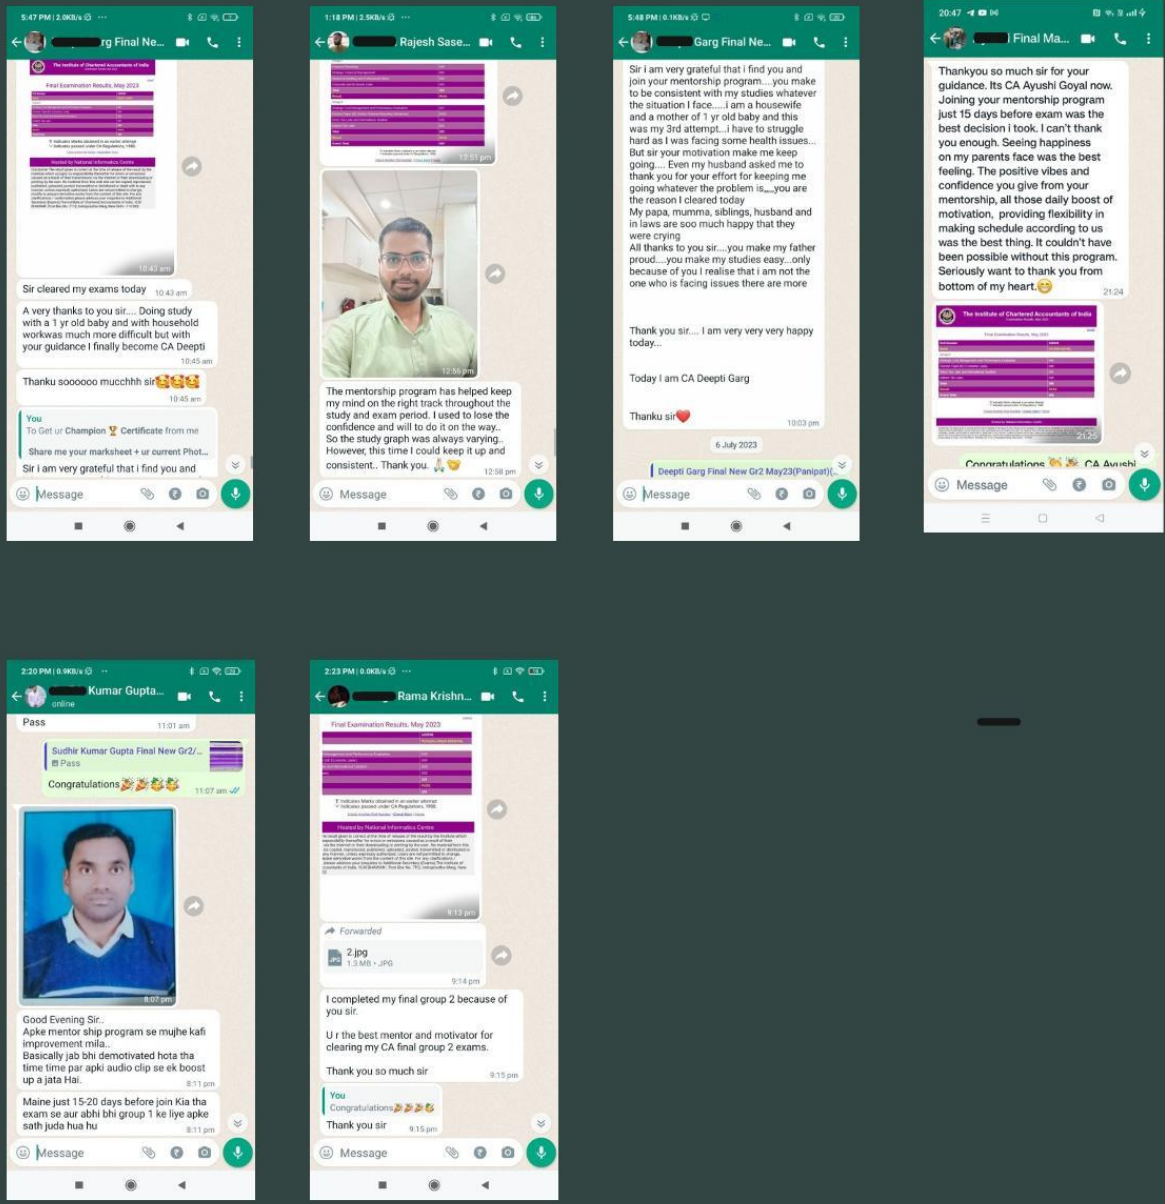 5:47 PM | 2.0KB/s
rg Final Ne...
The Institute of Chartered Accountants of India
Final Examination Results, May 2023
Hosted by National Informatics Centre
10:43 am
Sir cleared my exams today 10:43 am
A very thanks to you sir.... Doing study
with a 1 yr old baby and with household
workwas much more difficult but with
your guidance I finally become CA Deepti
10:45 am
Thanku soooooo mucchhh sir🥰🥰🥰
10:45 am
You
To Get ur Champion 🏆 Certificate from me
Share me your marksheet + ur current Phot...
Sir i am very grateful that i find you and
Message
1:18 PM | 2.5KB/s
Rajesh Sase...
12:51 pm
12:56 pm
The mentorship program has helped keep
my mind on the right track throughout the
study and exam period. I used to lose the
confidence and will to do it on the way..
So the study graph was always varying..
However, this time I could keep it up and
consistent.. Thank you. 12:58 pm
Message
5:48 PM | 0.1KB/s
Garg Final Ne...
Sir i am very grateful that i find you and
join your mentorship program....you make
to be consistent with my studies whatever
the situation I face.....i am a housewife
and a mother of 1 yr old baby and this
was my 3rd attempt...i have to struggle
hard as I was facing some health issues...
But sir your motivation make me keep
going.... Even my husband asked me to
thank you for your effort for keeping me
going whatever the problem is,,,,,you are
the reason I cleared today
My papa, mumma, siblings, husband and
in laws are soo much happy that they
were crying
All thanks to you sir....you make my father
proud....you make my studies easy...only
because of you I realise that i am not the
one who is facing issues there are more
Thank you sir.... I am very very very happy
today...
Today I am CA Deepti Garg
Thanku sir❤️
10:03 pm
6 July 2023
Deepti Garg Final New Gr2 May23(Panipat)(...
Message
20:47
Final Ma...
Thankyou so much sir for your
guidance. Its CA Ayushi Goyal now.
Joining your mentorship program
just 15 days before exam was the
best decision i took. I can't thank
you enough. Seeing happiness
on my parents face was the best
feeling. The positive vibes and
confidence you give from your
mentorship, all those daily boost of
motivation, providing flexibility in
making schedule according to us
was the best thing. It couldn't have
been possible without this program.
Seriously want to thank you from
bottom of my heart.😁
21:24
The Institute of Chartered Accountants of India
21:25
Congratulations CA Ayushi
Message
2:20 PM | 0.9KB/s
Kumar Gupta...
online
Pass
11:01 am
Sudhir Kumar Gupta Final New Gr2/...
Pass
Congratulations
11:07 am
8:07 pm
Good Evening Sir..
Apke mentor ship program se mujhe kafi
improvement mila..
Basically jab bhi demotivated hota tha
time time par apki audio clip se ek boost
up a jata Hai.
8:11 pm
Maine just 15-20 days before join Kia tha
exam se aur abhi bhi group 1 ke liye apke
sath juda hua hu
8:11 pm
Message
2:23 PM | 0.0KB/s
Rama Krishn...
Final Examination Results, May 2023
Hosted by National Informatics Centre
9:13 pm
Forwarded
2.jpg
JPG
1.3 MB • JPG
9:14 pm
I completed my final group 2 because of
you sir.
U r the best mentor and motivator for
clearing my CA final group 2 exams.
Thank you so much sir
9:15 pm
You
Congratulations
Thank you sir 9:15 pm
Message